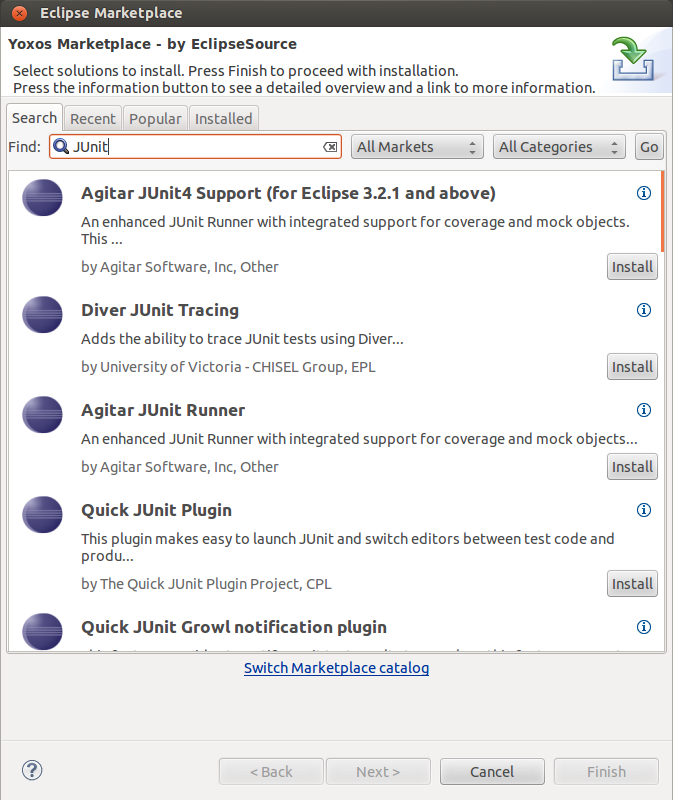 Eclipse Marketplace
Yoxos Marketplace - by EclipseSource
Select solutions to install. Press Finish to proceed with installation.
Press the information button to see a detailed overview and a link to more information.
Search Recent Popular Installed
Find: JUnit All Markets All Categories Go
Agitar JUnit4 Support (for Eclipse 3.2.1 and above)
An enhanced JUnit Runner with integrated support for coverage and mock objects.
This ...
by Agitar Software, Inc, Other Install
Diver JUnit Tracing
Adds the ability to trace JUnit tests using Diver...
by University of Victoria - CHISEL Group, EPL Install
Agitar JUnit Runner
An enhanced JUnit Runner with integrated support for coverage and mock objects...
by Agitar Software, Inc, Other Install
Quick JUnit Plugin
This plugin makes easy to launch JUnit and switch editors between test code and
produ...
by The Quick JUnit Plugin Project, CPL Install
Quick JUnit Growl notification plugin
Switch Marketplace catalog
< Back Next > Cancel Finish